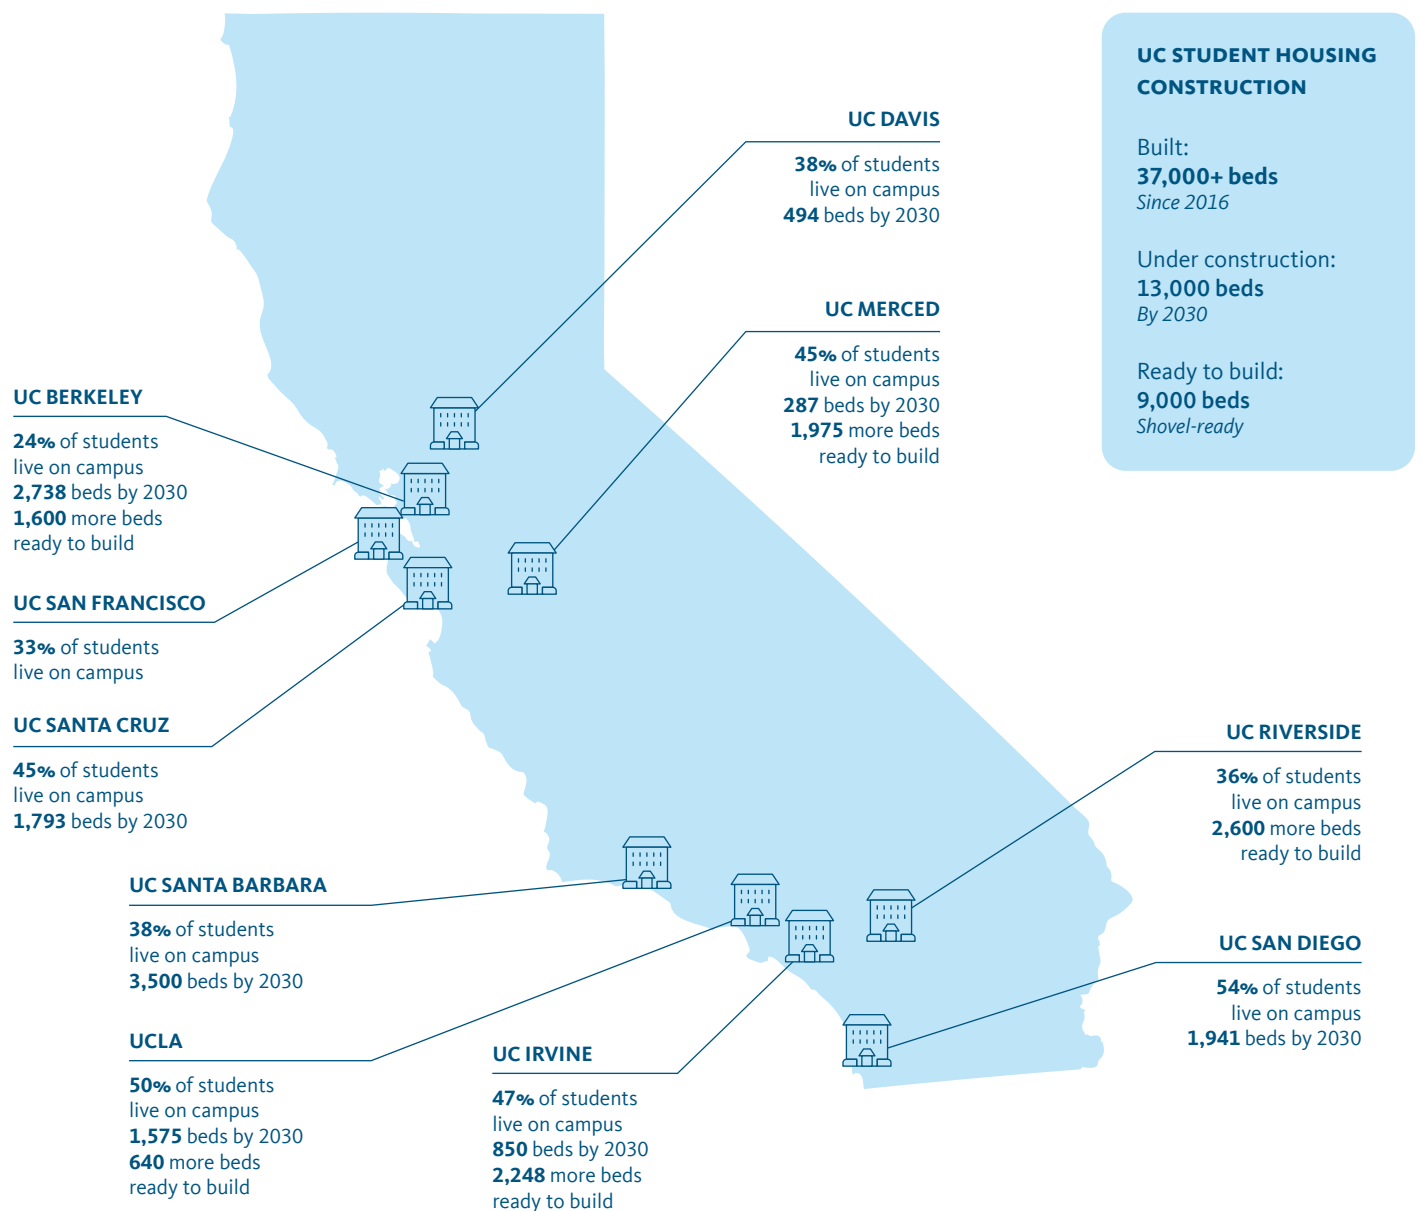 UC STUDENT HOUSING
CONSTRUCTION
Built:
37,000+ beds
Since 2016
Under construction:
13,000 beds
By 2030
Ready to build:
9,000 beds
Shovel-ready
UC DAVIS
38% of students
live on campus
494 beds by 2030
UC MERCED
45% of students
live on campus
287 beds by 2030
1,975 more beds
ready to build
UC BERKELEY
24% of students
live on campus
2,738 beds by 2030
1,600 more beds
ready to build
UC SAN FRANCISCO
33% of students
live on campus
UC SANTA CRUZ
45% of students
live on campus
1,793 beds by 2030
UC SANTA BARBARA
38% of students
live on campus
3,500 beds by 2030
UCLA
50% of students
live on campus
1,575 beds by 2030
640 more beds
ready to build
UC IRVINE
47% of students
live on campus
850 beds by 2030
2,248 more beds
ready to build
UC RIVERSIDE
36% of students
live on campus
2,600 more beds
ready to build
UC SAN DIEGO
54% of students
live on campus
1,941 beds by 2030